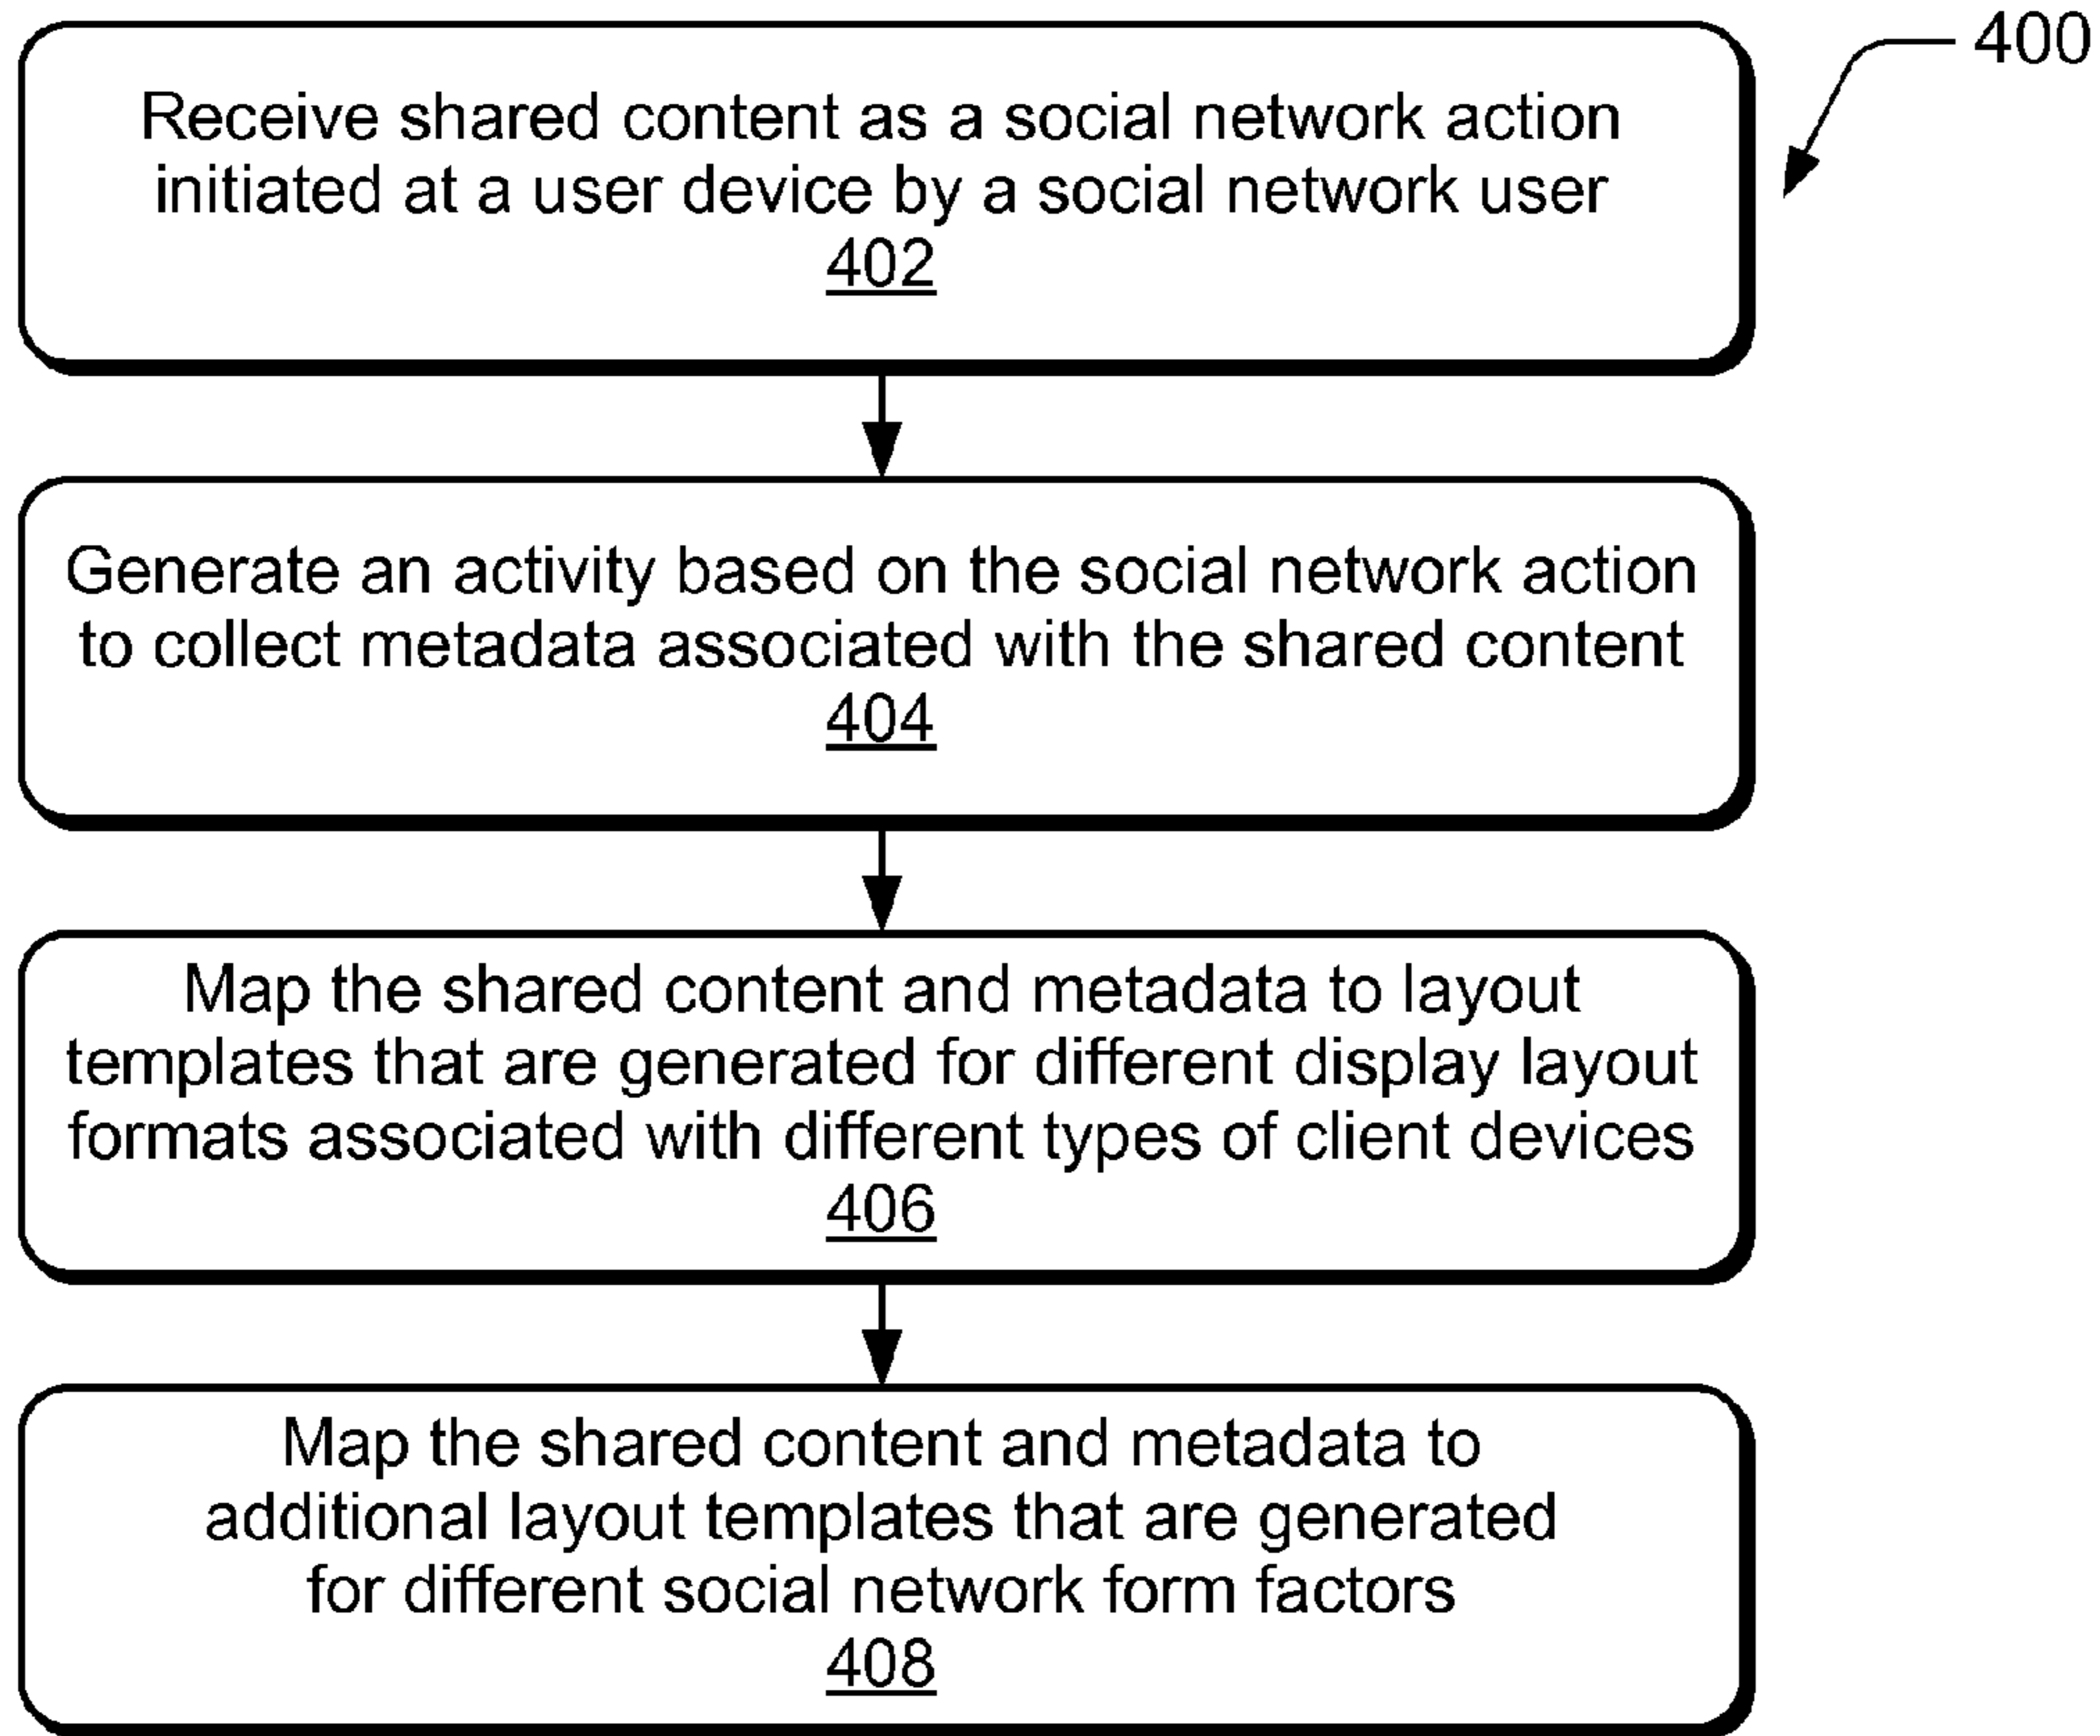 400
Receive shared content as a social network action
initiated at a user device by a social network user
402
Generate an activity based on the social network action
to collect metadata associated with the shared content
404
Map the shared content and metadata to layout
templates that are generated for different display layout
formats associated with different types of client devices
406
Map the shared content and metadata to
additional layout templates that are generated
for different social network form factors
408